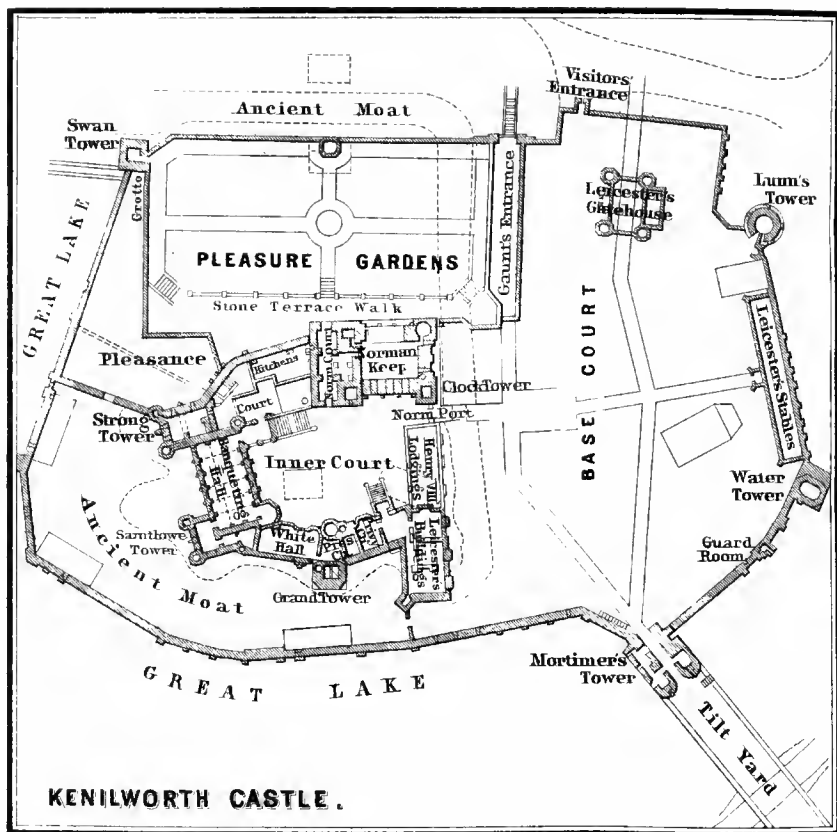 Visitors'
Entrance
Ancient Moat
Swan
Tower
Grotto
Gaunt's Entrance
Leicester's
Gatehouse
Lunn's
Tower
GREAT LAKE
PLEASURE GARDENS
Stone Terrace Walk
BASE COURT
Leicester's Stables
Pleasance
Kitchens
Norm Court
Norman
Keep
Clock Tower
Court
Norm Port
Strong
Tower
Banqueting
Hall
Inner Court
Henry VIII
Lodgings
Water
Tower
Ancient Moat
Saintlowe
Tower
White
Hall
Privy
Leicester's
Buildings
Guard
Room
Grand Tower
Mortimer's
Tower
GREAT LAKE
Tilt Yard
KENILWORTH CASTLE.